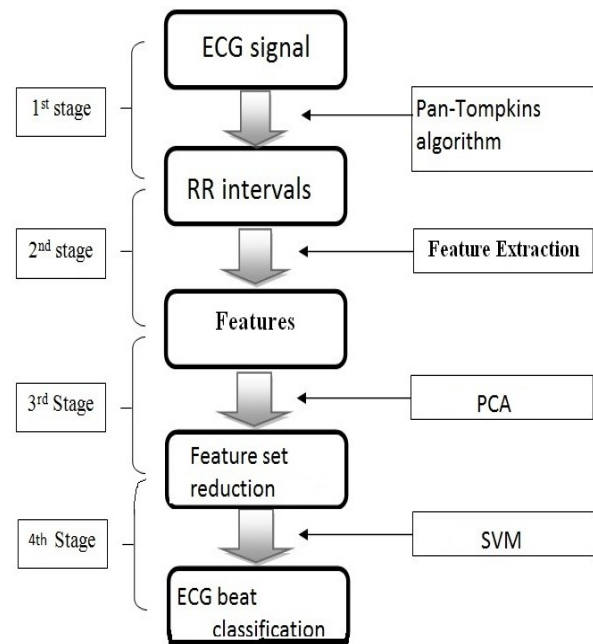 ECG signal
1st stage
Pan-Tompkins
algorithm
RR intervals
2nd stage
Feature Extraction
Features
3rd Stage
PCA
Feature set
reduction
4th Stage
SVM
ECG beat
classification